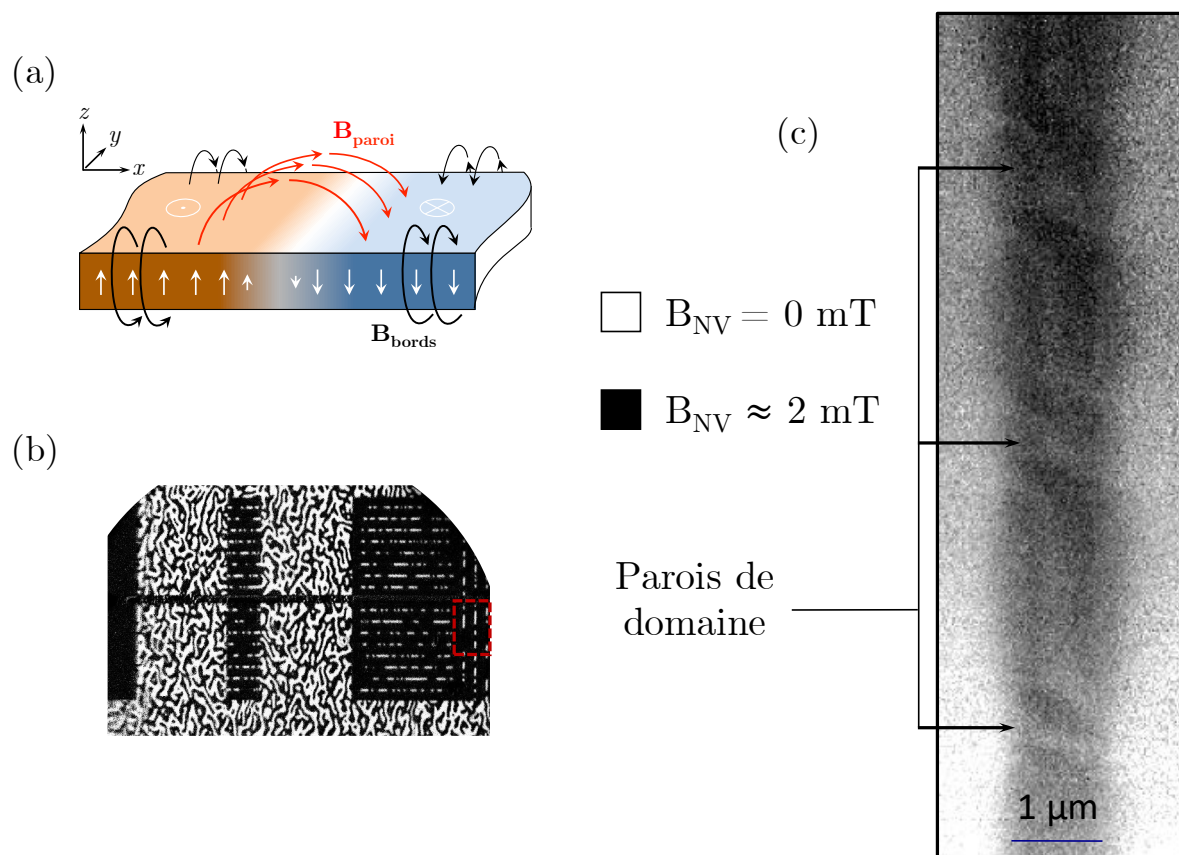 (a)
z
y
x
B_paroi
B_bords
(b)
(c)
B_NV = 0 mT
B_NV ≈ 2 mT
Parois de
domaine
1 µm